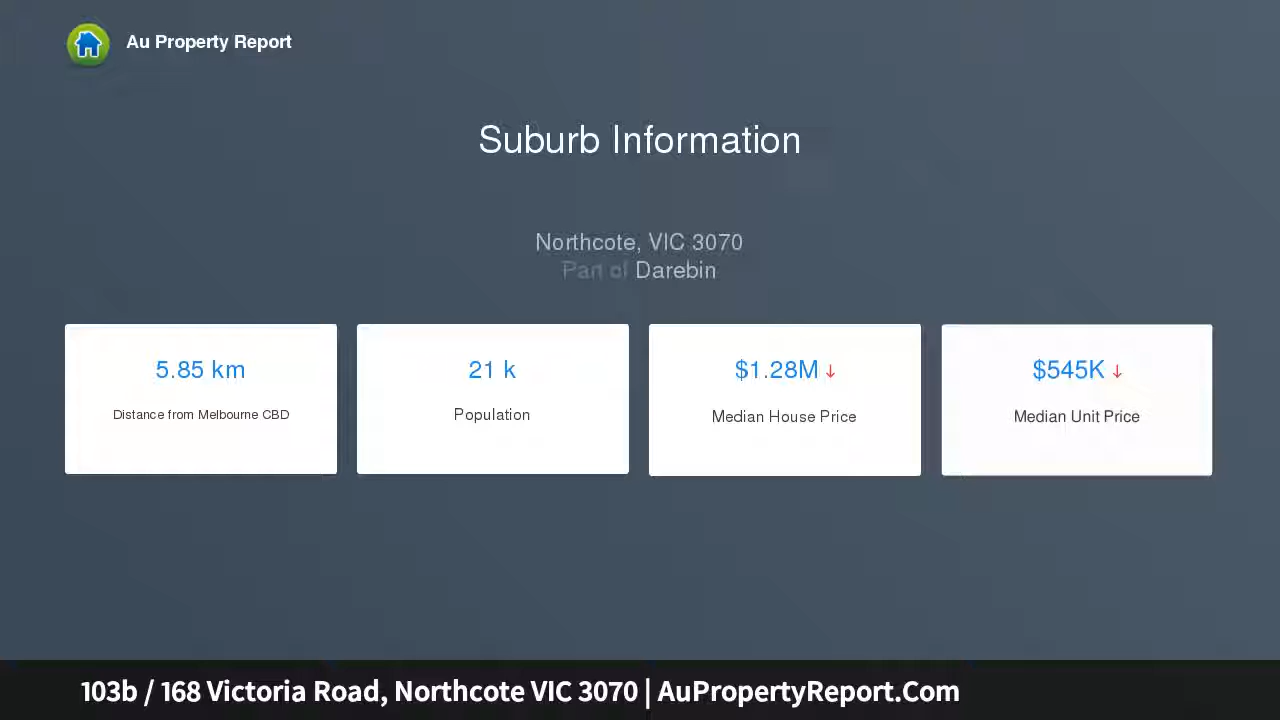 Au Property Report
Suburb Information
Northcote, VIC 3070
Part of Darebin
5.85 km
Distance from Melbourne CBD
21 k
Population
$1.28M ↓
Median House Price
$545K ↓
Median Unit Price
103b / 168 Victoria Road, Northcote VIC 3070 | AuPropertyReport.Com